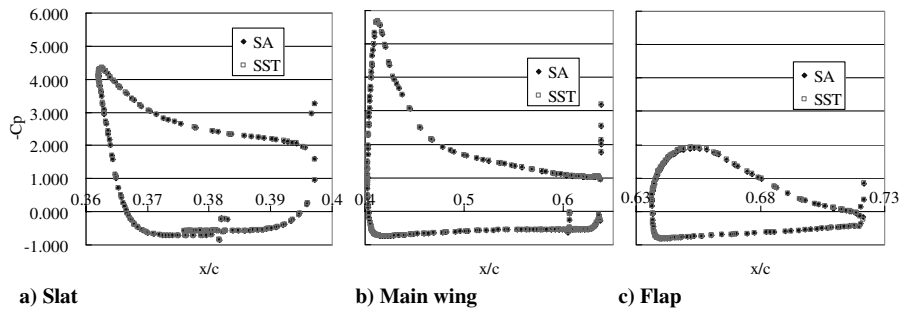 6.000
5.000
4.000
3.000
2.000
1.000
0.000
-1.000
-Cp
SA
SST
0.36 0.37 0.38 0.39 0.4
x/c
a) Slat
SA
SST
0.4 0.5 0.6
x/c
b) Main wing
SA
SST
0.63 0.68 0.73
x/c
c) Flap